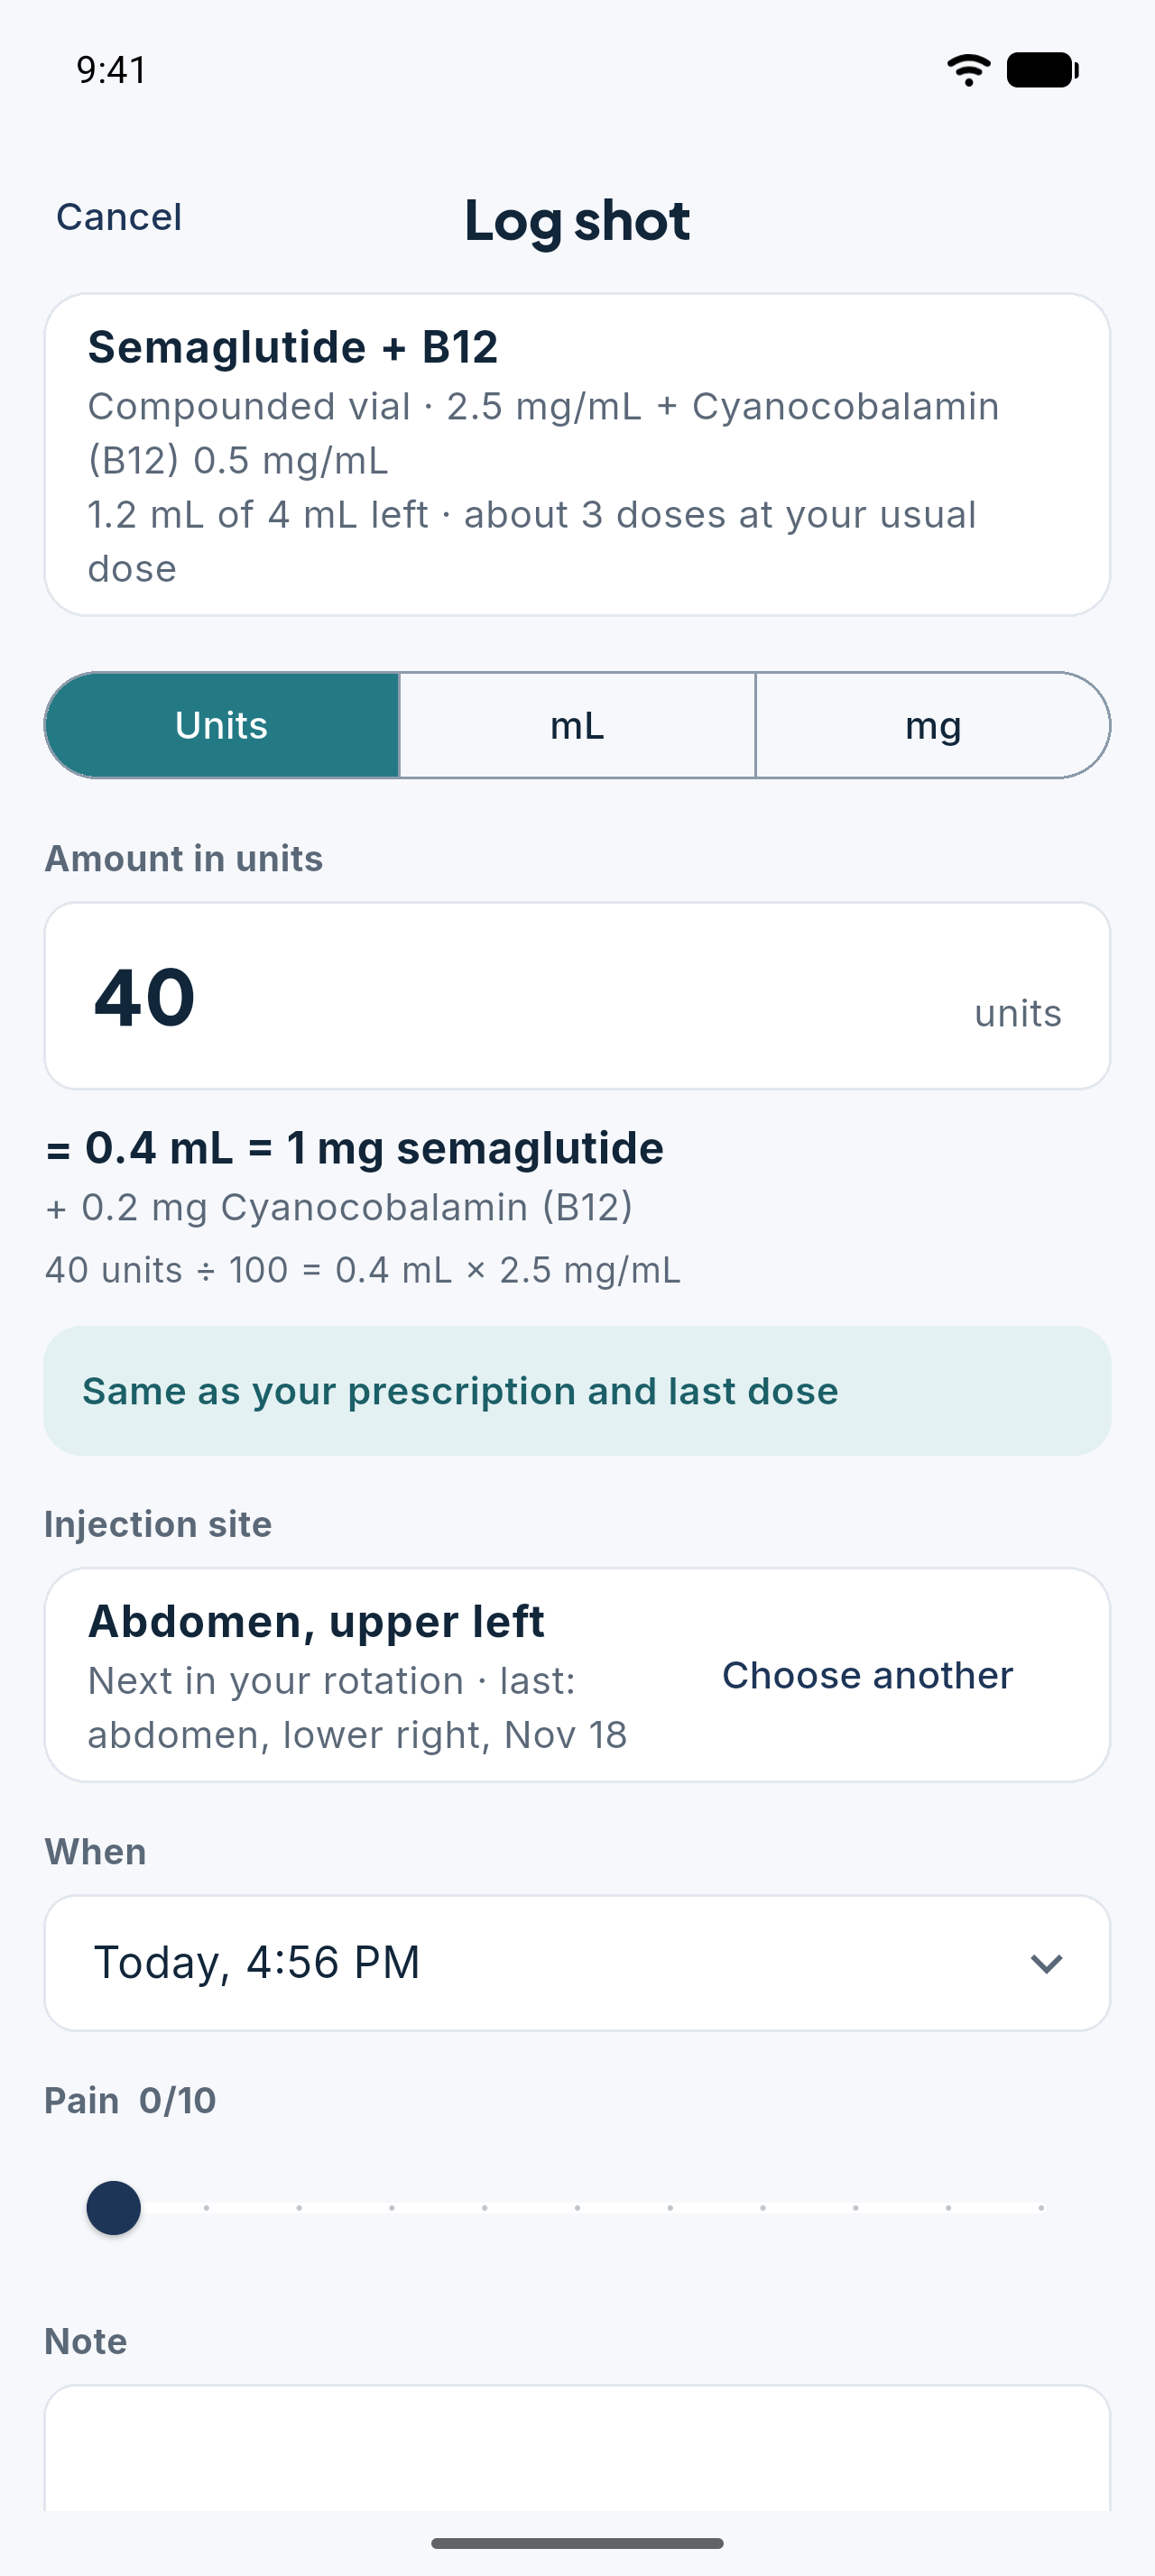 9:41
Cancel
Log shot
Semaglutide + B12
Compounded vial · 2.5 mg/mL + Cyanocobalamin
(B12) 0.5 mg/mL
1.2 mL of 4 mL left · about 3 doses at your usual
dose
Units
mL
mg
Amount in units
40
units
= 0.4 mL = 1 mg semaglutide
+ 0.2 mg Cyanocobalamin (B12)
40 units ÷ 100 = 0.4 mL × 2.5 mg/mL
Same as your prescription and last dose
Injection site
Abdomen, upper left
Next in your rotation · last:
abdomen, lower right, Nov 18
Choose another
When
Today, 4:56 PM
Pain 0/10
Note